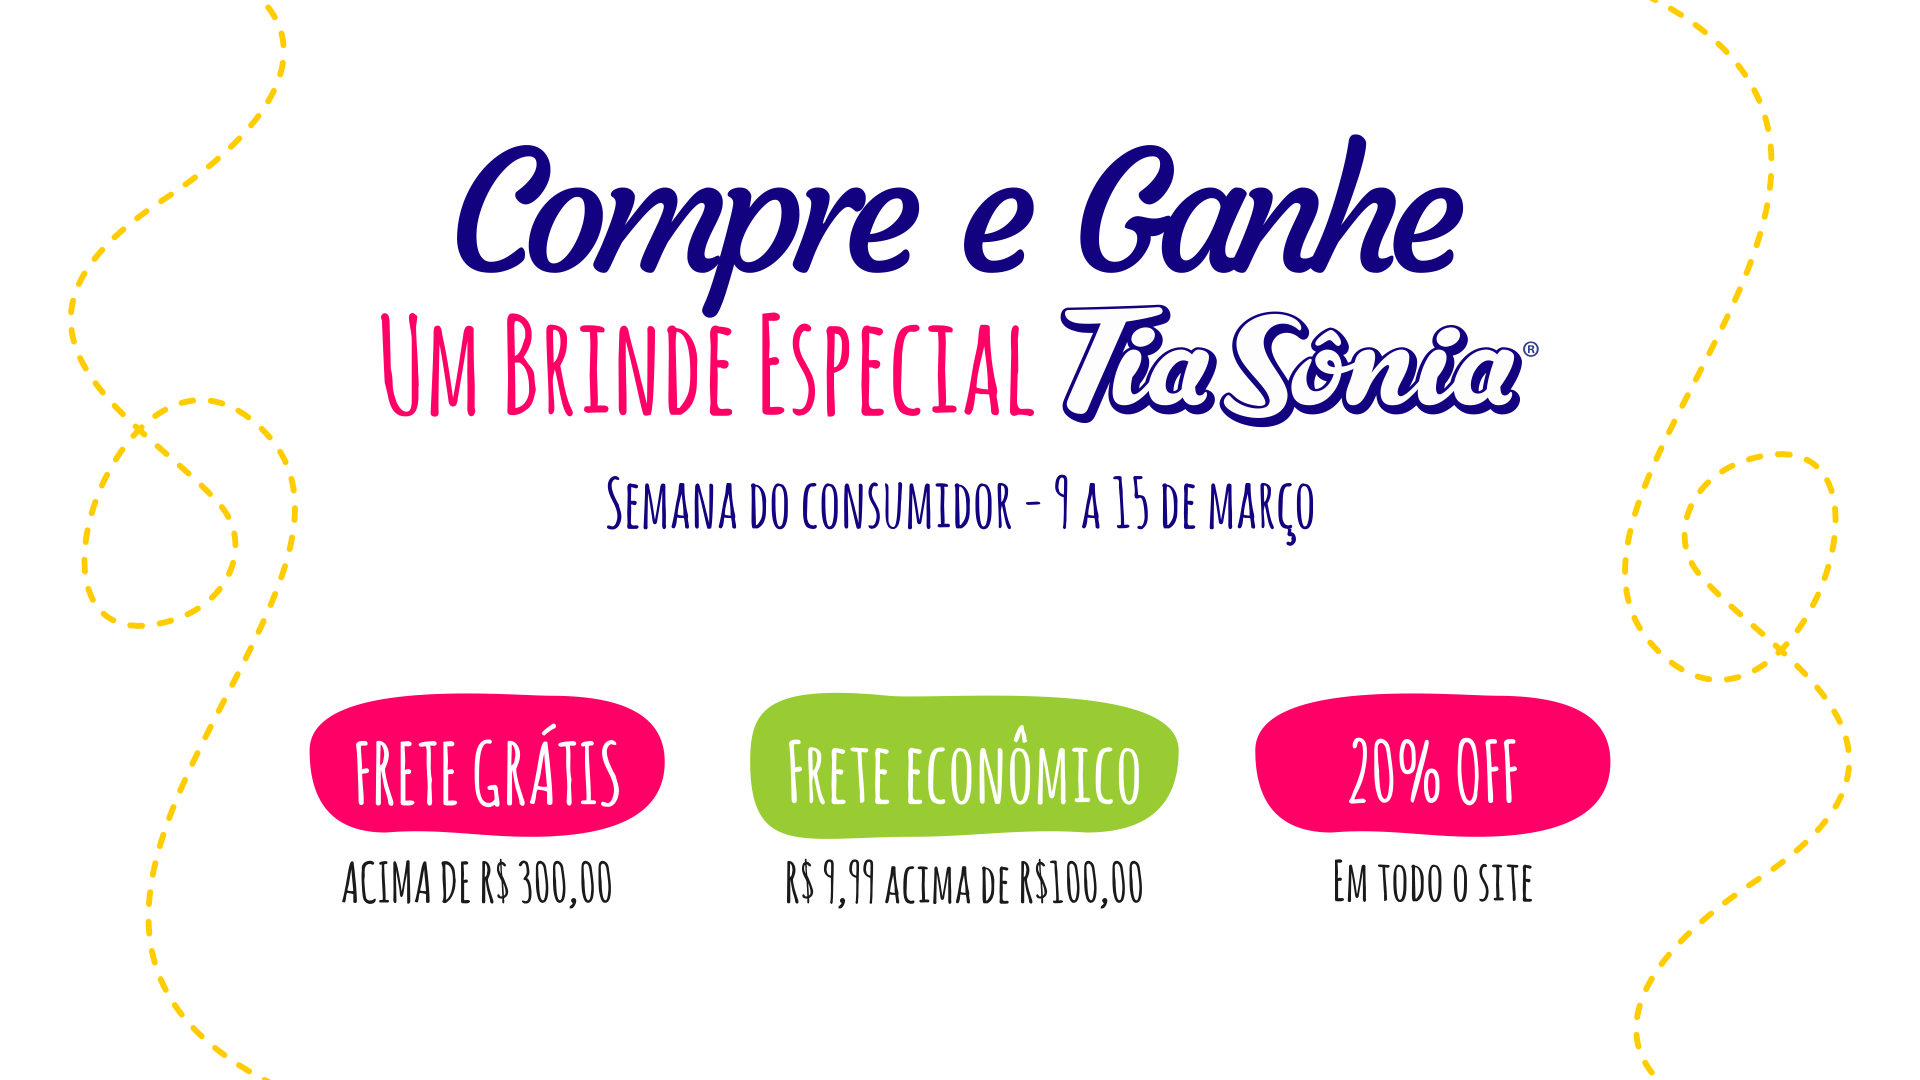 Compre e Ganhe
Um Brinde Especial Tia Sônia®
Semana do consumidor - 9 a 15 de março
FRETE GRÁTIS
ACIMA DE R$ 300,00
Frete econômico
R$ 9,99 acima de R$100,00
20% Off
Em todo o site